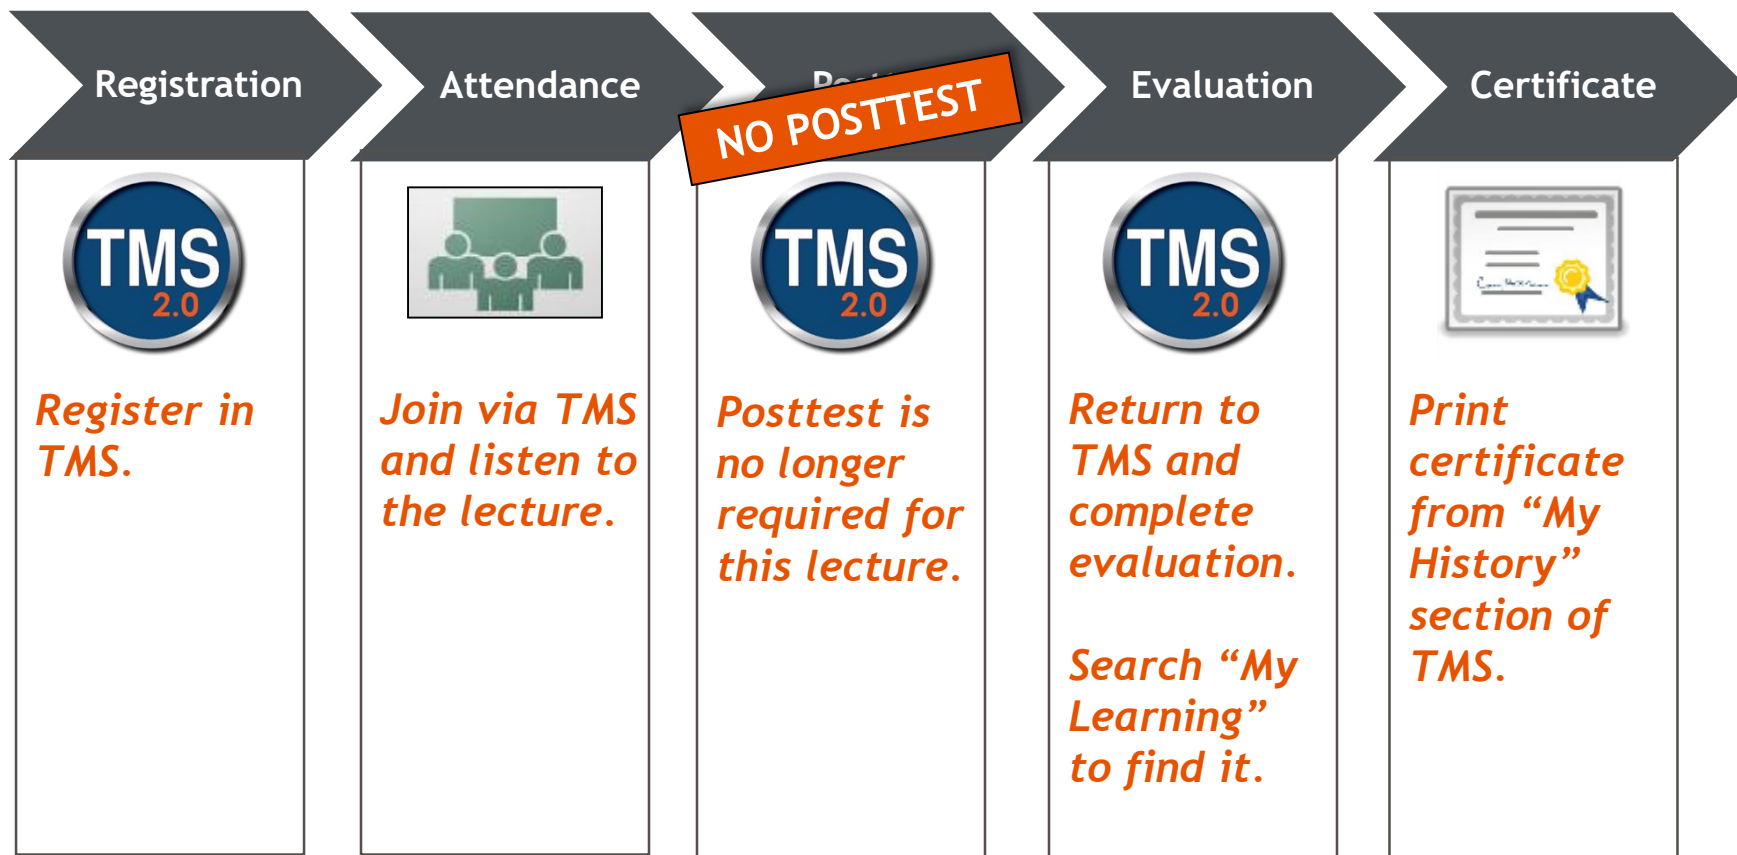 Registration
Attendance
NO POSTTEST
Evaluation
Certificate
TMS
2.0
Register in
TMS.
Join via TMS
and listen to
the lecture.
TMS
2.0
Posttest is
no longer
required for
this lecture.
TMS
2.0
Return to
TMS and
complete
evaluation.
Search “My
Learning”
to find it.
Print
certificate
from “My
History”
section of
TMS.